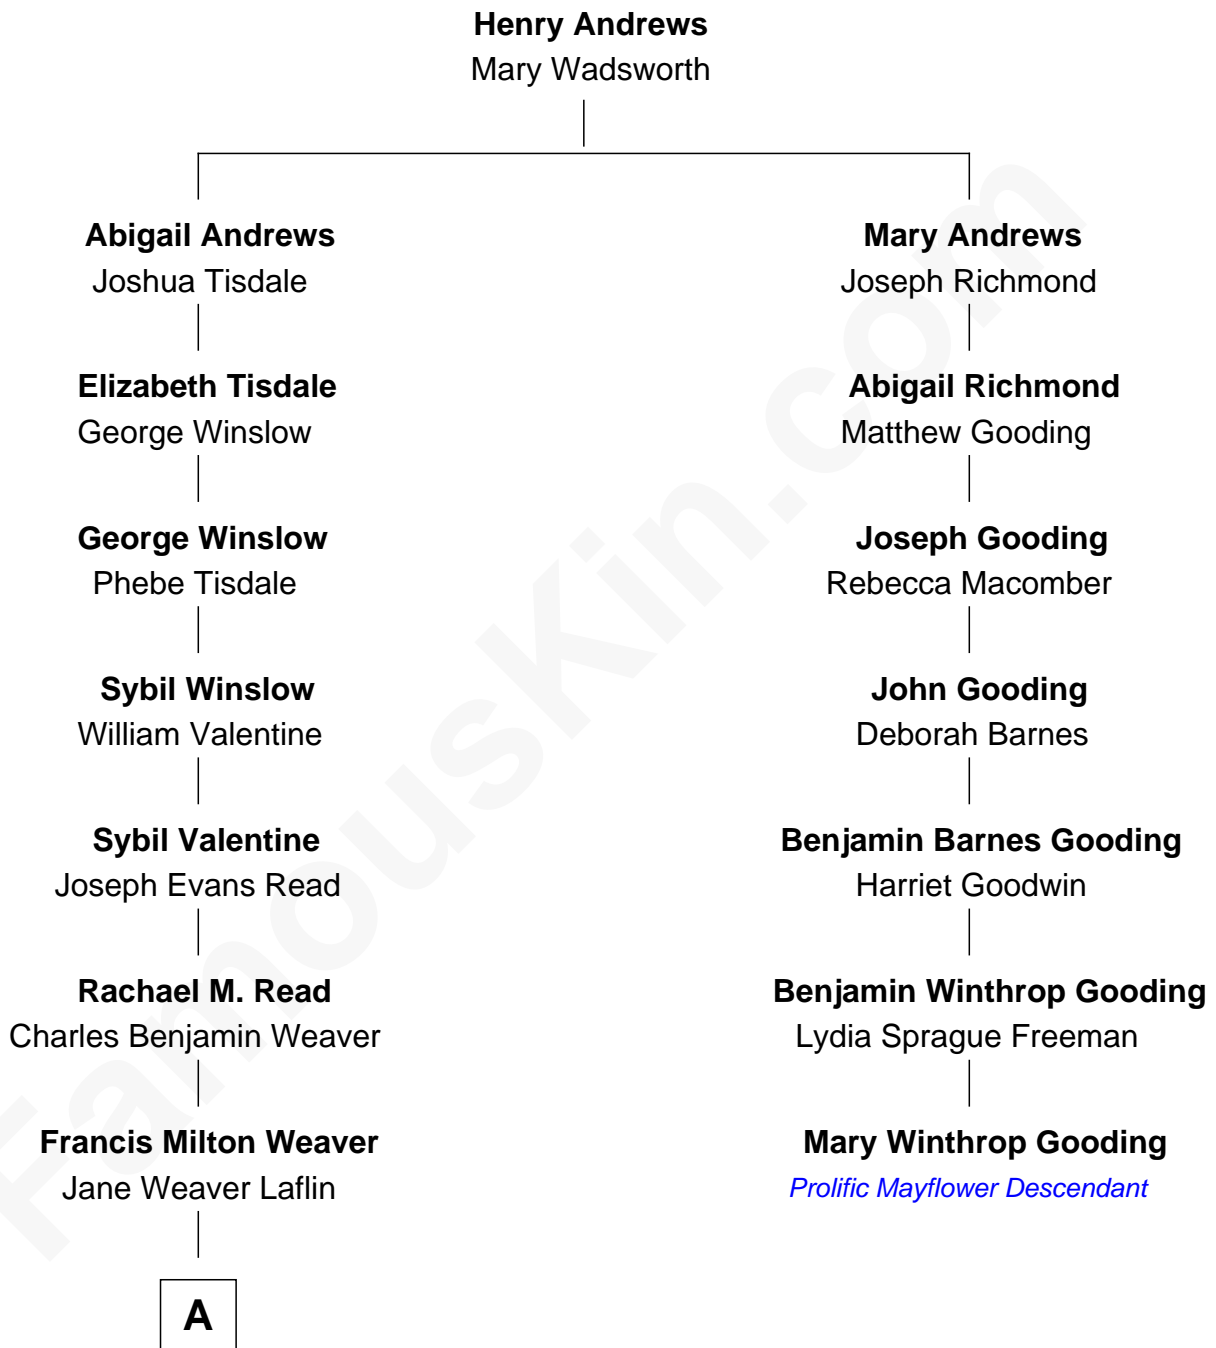 Henry Andrews
Mary Wadsworth
Abigail Andrews
Joshua Tisdale
Mary Andrews
Joseph Richmond
Elizabeth Tisdale
George Winslow
Abigail Richmond
Matthew Gooding
George Winslow
Phebe Tisdale
Joseph Gooding
Rebecca Macomber
Sybil Winslow
William Valentine
John Gooding
Deborah Barnes
Sybil Valentine
Joseph Evans Read
Benjamin Barnes Gooding
Harriet Goodwin
Rachael M. Read
Charles Benjamin Weaver
Benjamin Winthrop Gooding
Lydia Sprague Freeman
Francis Milton Weaver
Jane Weaver Laflin
Mary Winthrop Gooding
Prolific Mayflower Descendant
A
FamousKin.com